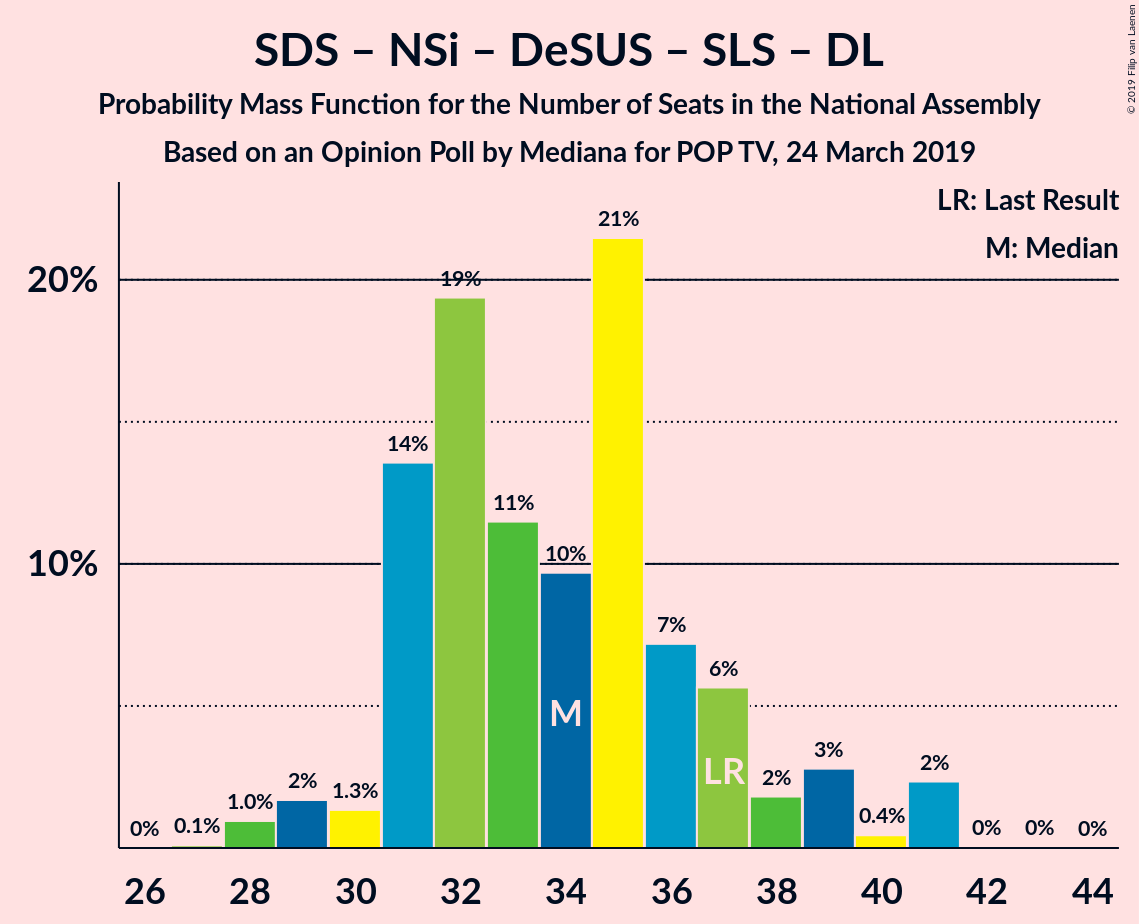 SDS – NSi – DeSUS – SLS – DL
Probability Mass Function for the Number of Seats in the National Assembly
Based on an Opinion Poll by Mediana for POP TV, 24 March 2019
© 2019 Filip van Laenen
LR: Last Result
M: Median
20%
10%
0%
0.1%
1.0%
2%
1.3%
14%
19%
11%
10%
21%
7%
6%
2%
3%
0.4%
2%
0%
0%
0%
M
LR
26 28 30 32 34 36 38 40 42 44